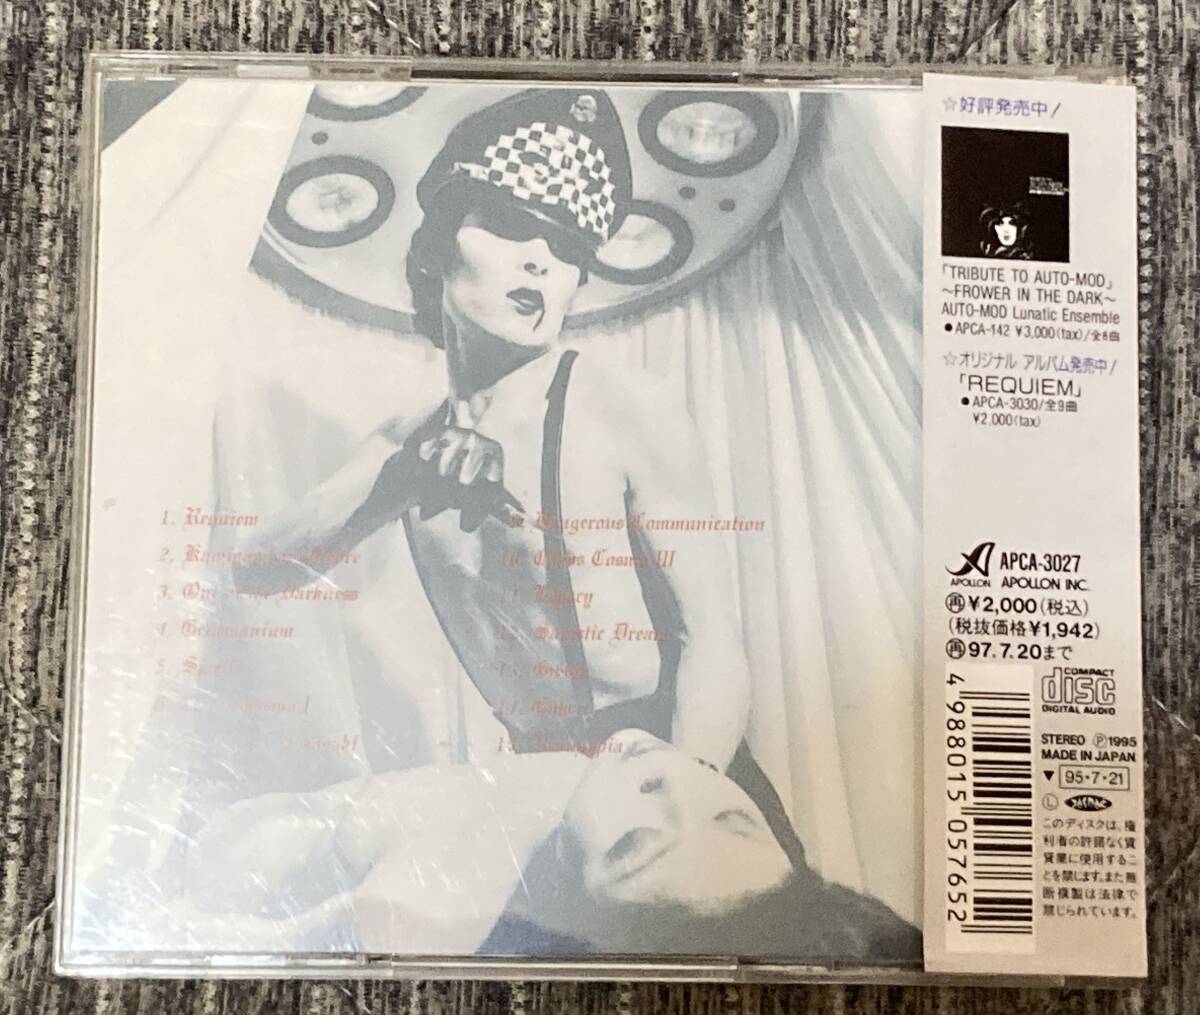 1. Requiem
3. Out of the Darkness
4. Germanium
Dangerous Communication
Chaos Cosmo III
Legacy
Sadistic Dream
☆好評発売中!
「TRIBUTE TO AUTO-MOD」
~FROWER IN THE DARK~
AUTO-MOD Lunatic Ensemble
●APCA-142 ¥3,000(tax)/全8曲
☆オリジナル アルバム発売中!
「REQUIEM」
●APCA-3030/全9曲
¥2,000(tax)
APCA-3027
APOLLON APOLLON INC.
再¥2,000(税込)
(税抜価格¥1,942)
再97.7.20まで
COMPACT
disc
DIGITAL AUDIO
4 988015 057652
STEREO Ⓟ1995
MADE IN JAPAN
▼ 95・7・21
Ⓛ JASRAC
このディスクは、権
利者の許諾なく賃
貸業に使用するこ
とを禁じます。また無
断複製は法律で
禁じられています。